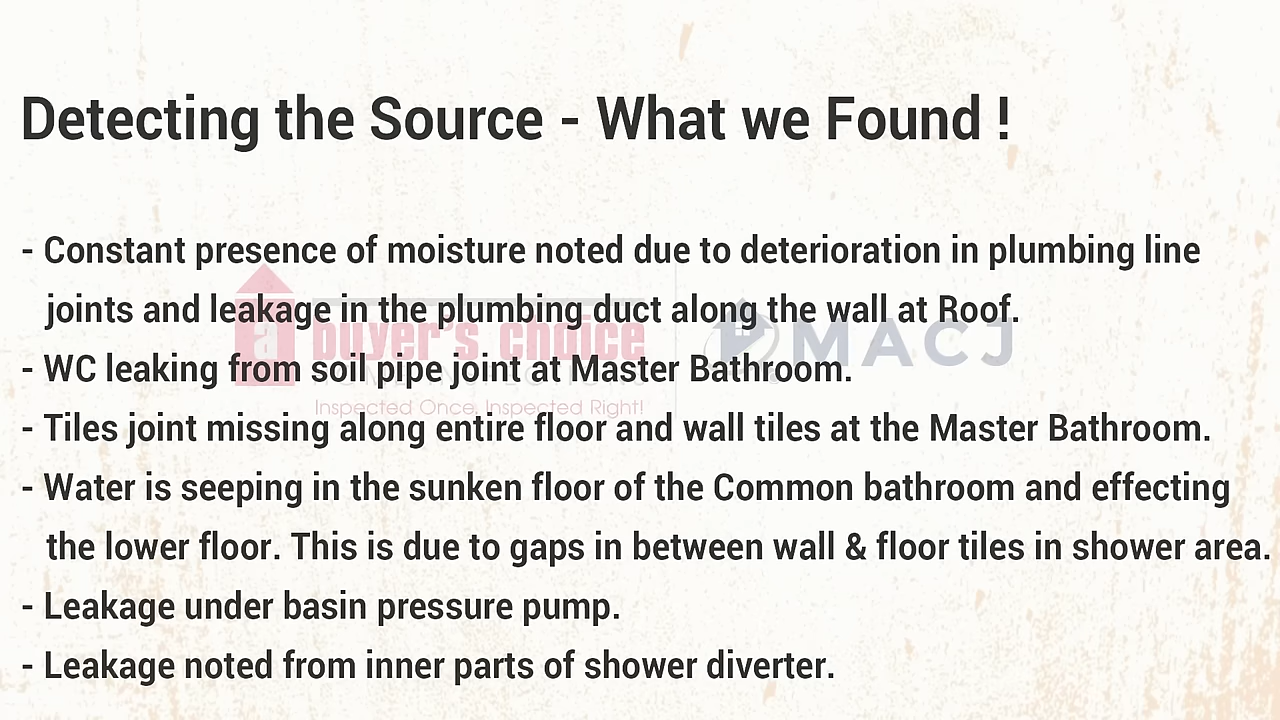 Detecting the Source - What we Found !
- Constant presence of moisture noted due to deterioration in plumbing line
joints and leakage in the plumbing duct along the wall at Roof.
a buyer's choice
MACJ
- WC leaking from soil pipe joint at Master Bathroom.
Inspected Once, Inspected Right!
- Tiles joint missing along entire floor and wall tiles at the Master Bathroom.
- Water is seeping in the sunken floor of the Common bathroom and effecting
the lower floor. This is due to gaps in between wall & floor tiles in shower area.
- Leakage under basin pressure pump.
- Leakage noted from inner parts of shower diverter.